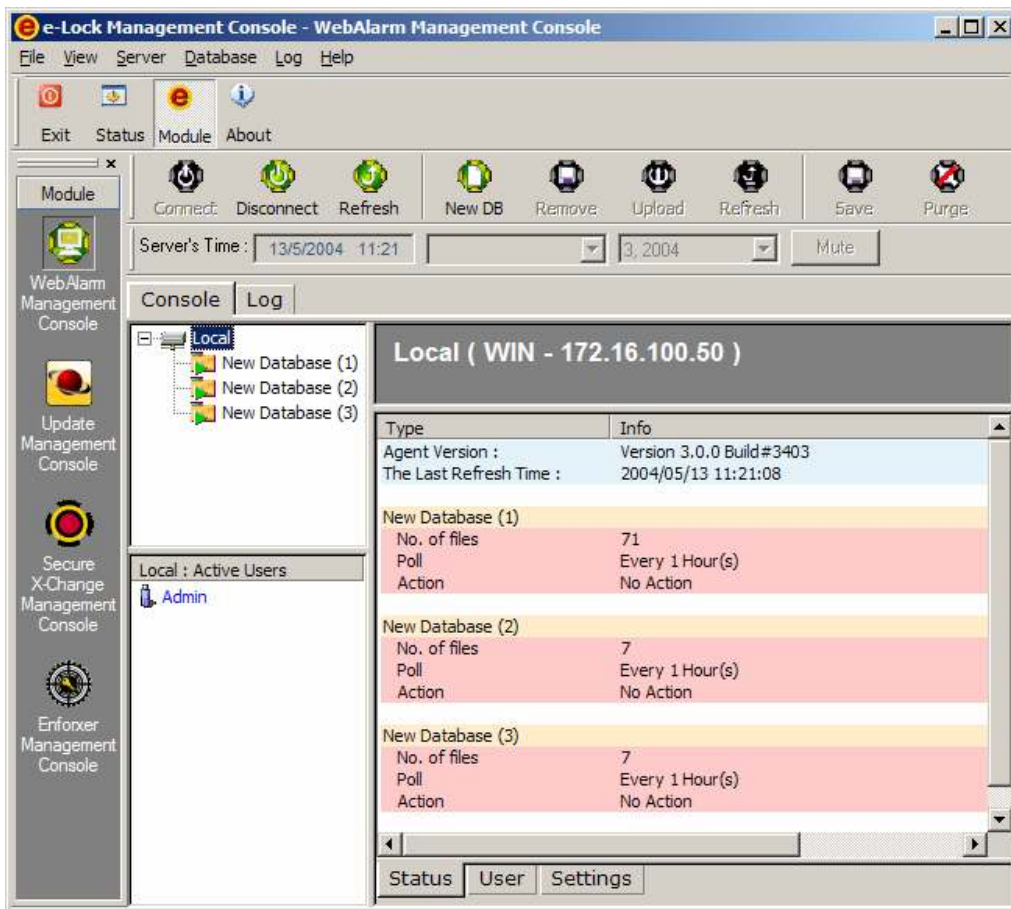 e-Lock Management Console - WebAlarm Management Console
File View Server Database Log Help
Exit Status Module About
Module
Connect Disconnect Refresh New DB Remove Upload Refresh Save Purge
Server's Time : 13/5/2004 11:21 3, 2004 Mute
WebAlarm
Management
Console
Update
Management
Console
Secure
X-Change
Management
Console
Enforxer
Management
Console
Console Log
Local
New Database (1)
New Database (2)
New Database (3)
Local : Active Users
Admin
Local ( WIN - 172.16.100.50 )
Type Info
Agent Version : Version 3.0.0 Build#3403
The Last Refresh Time : 2004/05/13 11:21:08
New Database (1)
No. of files 71
Poll Every 1 Hour(s)
Action No Action
New Database (2)
No. of files 7
Poll Every 1 Hour(s)
Action No Action
New Database (3)
No. of files 7
Poll Every 1 Hour(s)
Action No Action
Status User Settings